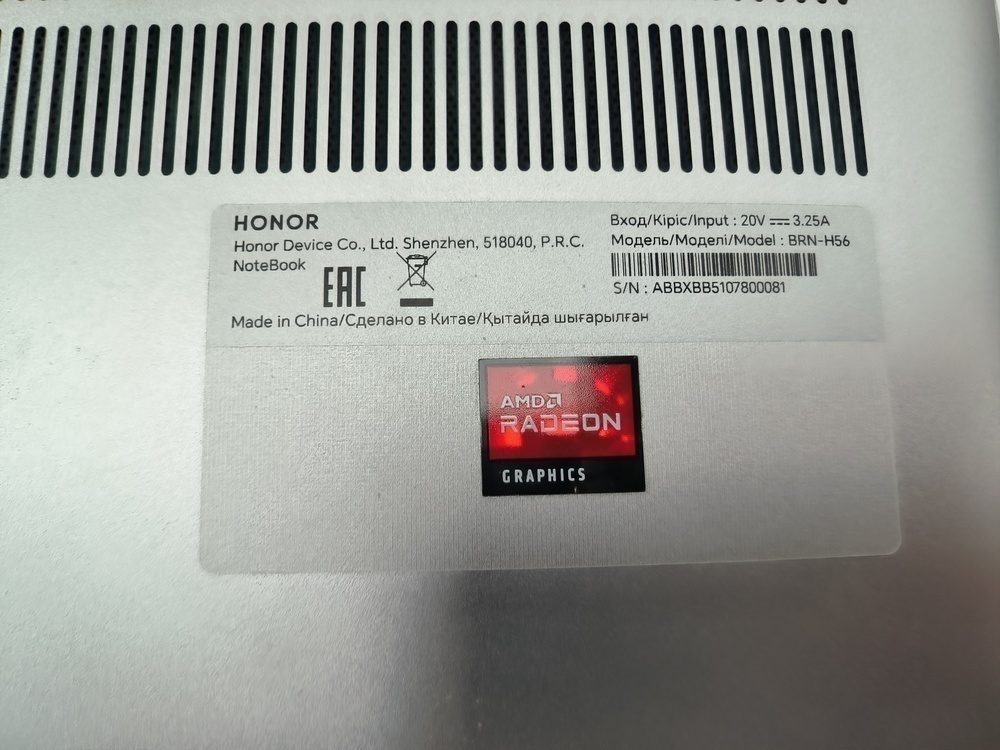 HONOR
Honor Device Co., Ltd. Shenzhen, 518040, P.R.C.
NoteBook
EAC
Made in China/Сделано в Китае/Қытайда шығарылған
Вход/Кіріс/Input : 20V ⎓ 3.25A
Модель/Моделі/Model : BRN-H56
S/N : ABBXBB5107800081
AMD
RADEON
GRAPHICS